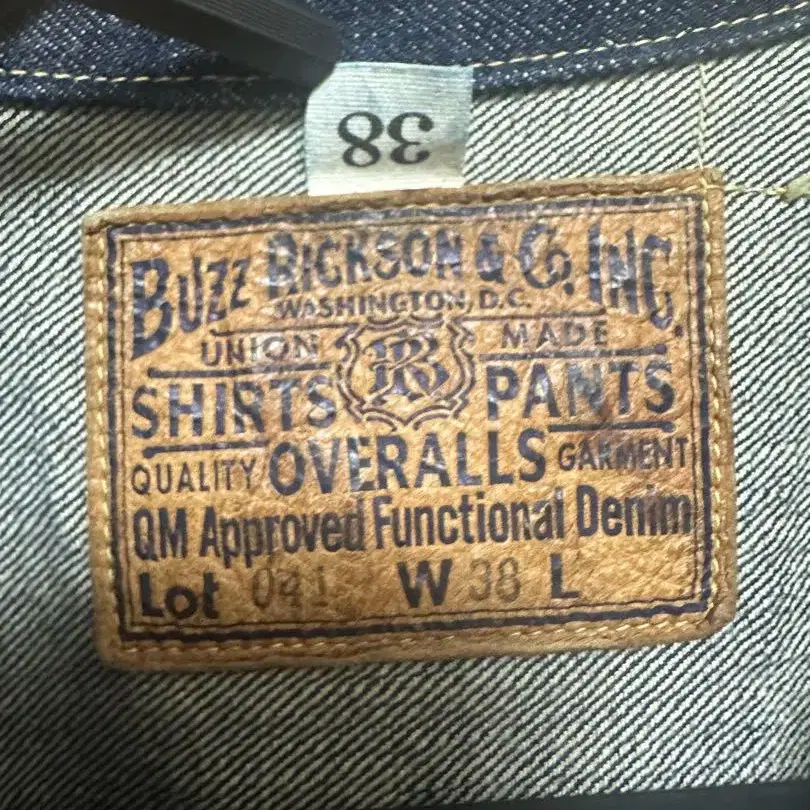 38
BUZZ RICKSON & CO. INC.
WASHINGTON, D.C.
UNION MADE
SHIRTS PANTS
QUALITY OVERALLS GARMENT
QM Approved Functional Denim
Lot 041 W 38 L